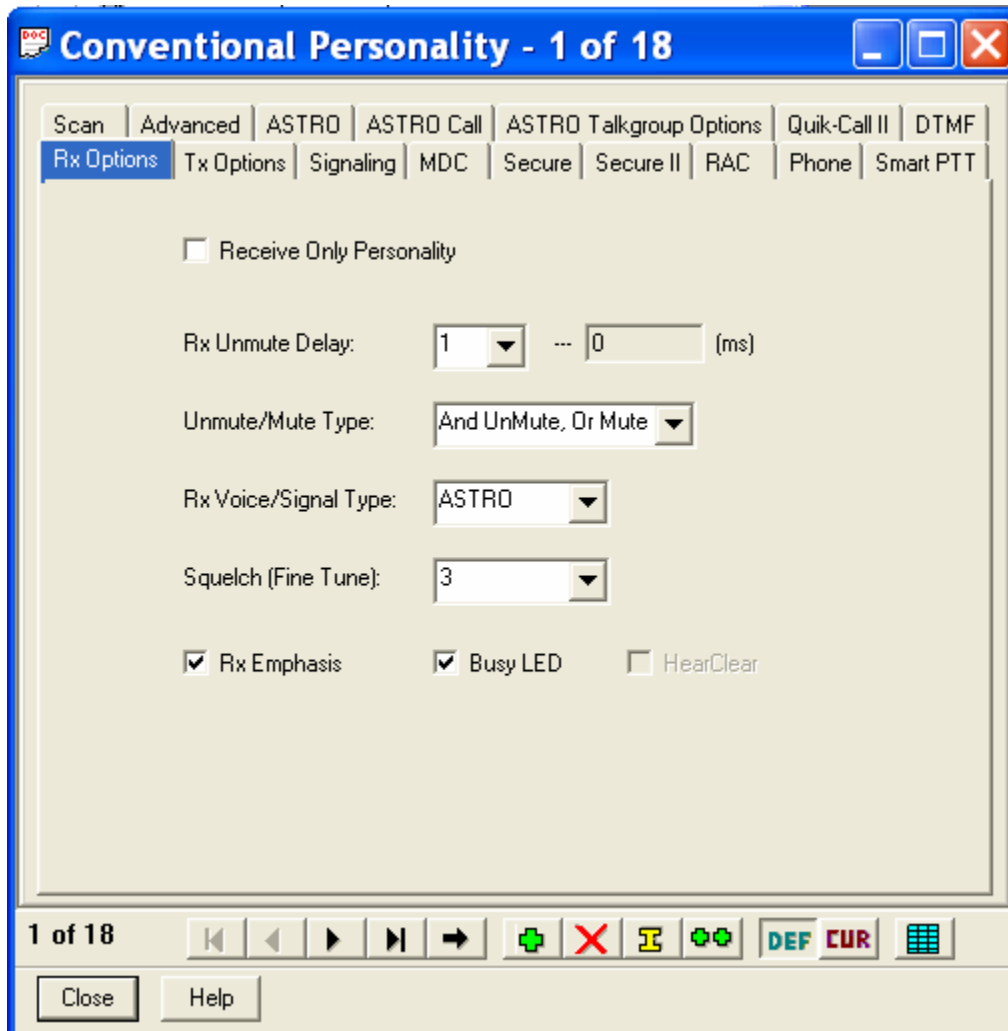 DOC
Conventional Personality - 1 of 18
Scan Advanced ASTRO ASTRO Call ASTRO Talkgroup Options Quik-Call II DTMF
Rx Options Tx Options Signaling MDC Secure Secure II RAC Phone Smart PTT
Receive Only Personality
Rx Unmute Delay: 1 --- 0 (ms)
Unmute/Mute Type: And UnMute, Or Mute
Rx Voice/Signal Type: ASTRO
Squelch (Fine Tune): 3
Rx Emphasis Busy LED HearClear
1 of 18 DEF CUR
Close Help